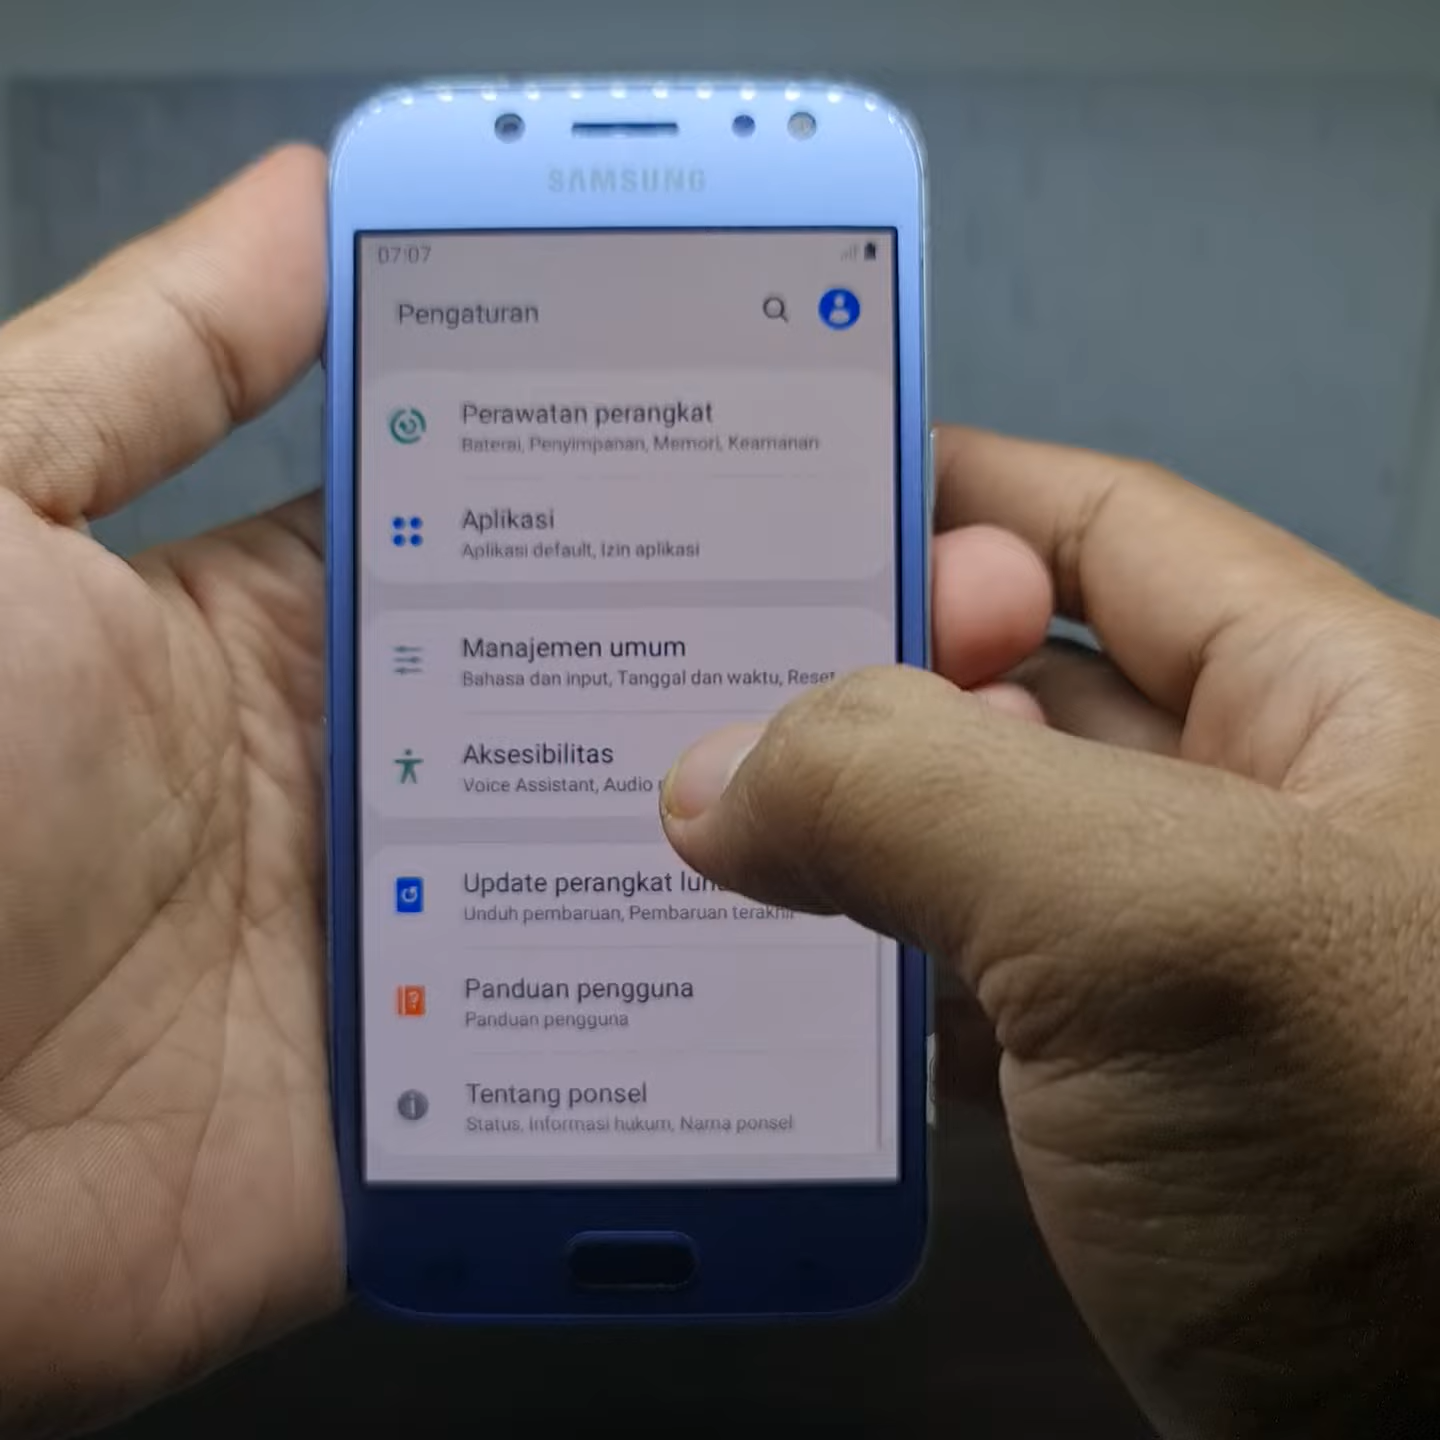 SAMSUNG
07:07
Pengaturan
Perawatan perangkat
Baterai, Penyimpanan, Memori, Keamanan
Aplikasi
Aplikasi default, Izin aplikasi
Manajemen umum
Bahasa dan input, Tanggal dan waktu, Reset
Aksesibilitas
Voice Assistant, Audio
Update perangkat
Unduh pembaruan, Pembaruan terakhir
Panduan pengguna
Panduan pengguna
Tentang ponsel
Status, Informasi hukum, Nama ponsel